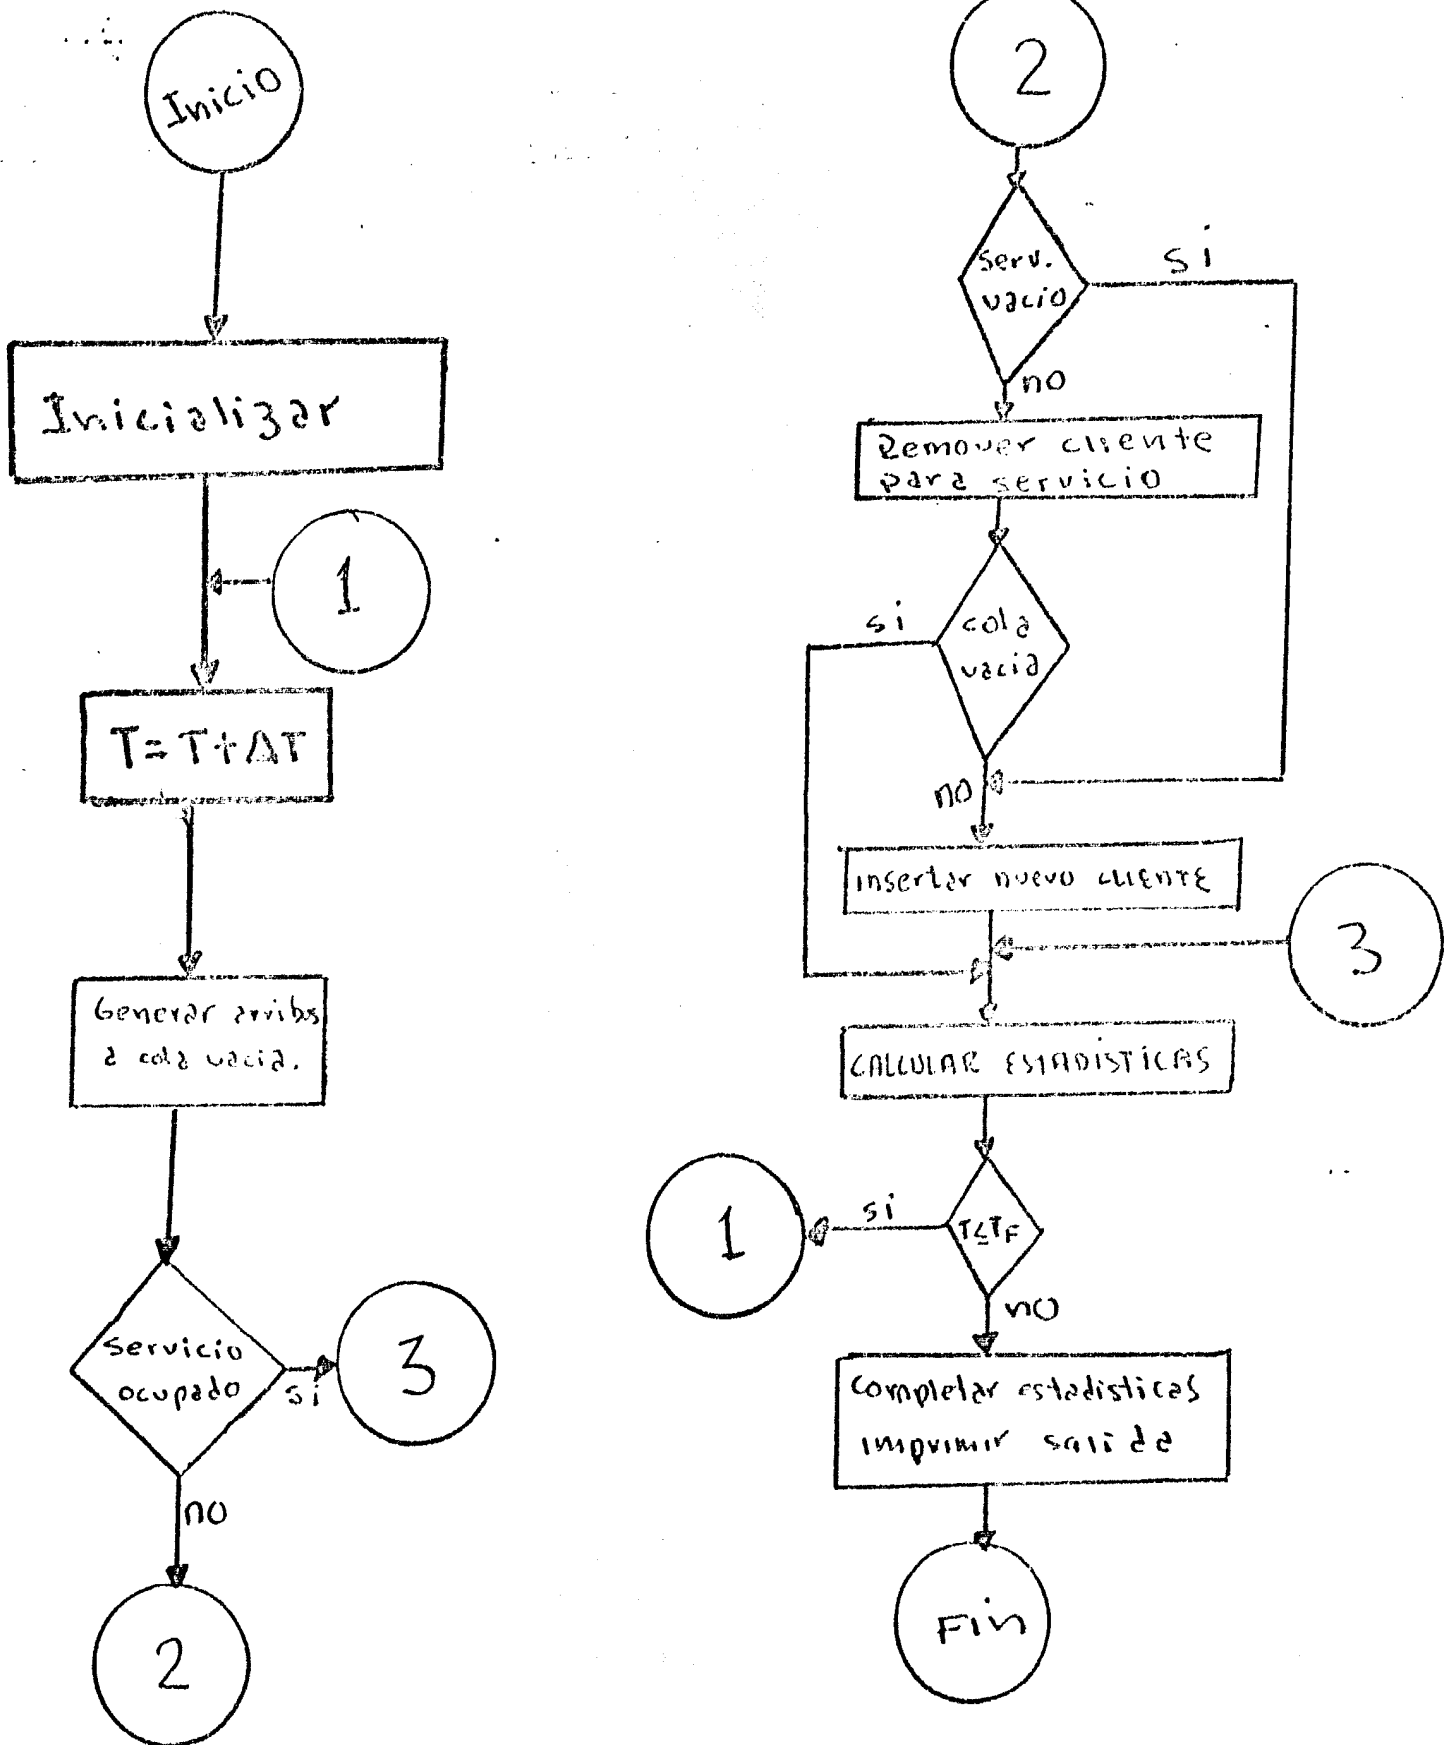 Inicio
Inicializar
1
T=T+ΔT
Generar arribos
a cola vacia.
servicio
ocupado
si
3
no
2
2
serv.
vacio
si
no
Remover cliente
para servicio
cola
vacia
si
no
insertar nuevo cliente
3
CALCULAR ESTADÍSTICAS
T≤TF
si
1
no
Completar estadisticas
imprimir salida
Fin